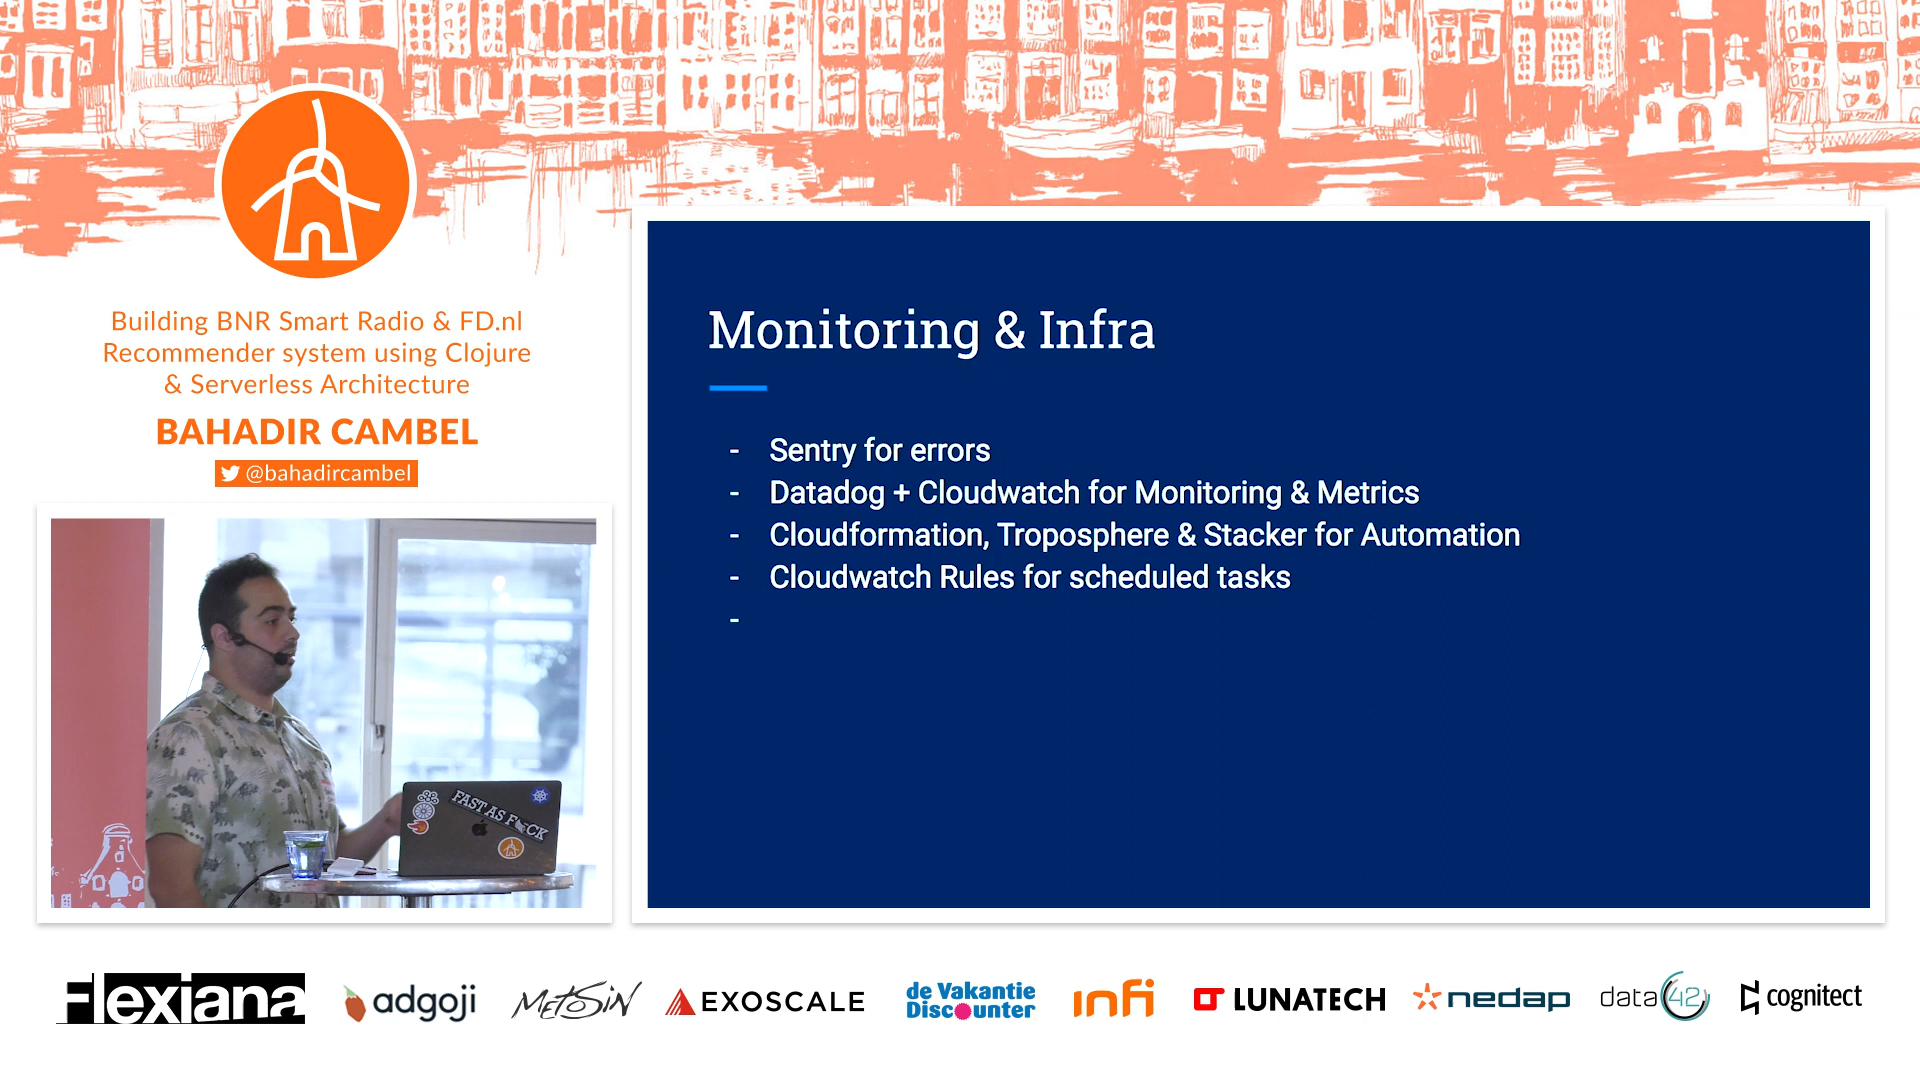 Building BNR Smart Radio & FD.nl
Recommender system using Clojure
& Serverless Architecture
BAHADIR CAMBEL
@bahadircambel
Monitoring & Infra
- Sentry for errors
- Datadog + Cloudwatch for Monitoring & Metrics
- Cloudformation, Troposphere & Stacker for Automation
- Cloudwatch Rules for scheduled tasks
-
FAST AS F CK
Flexiana
adgoji
METOSIN
EXOSCALE
de Vakantie
Discounter
infi
LUNATECH
nedap
data 42
cognitect